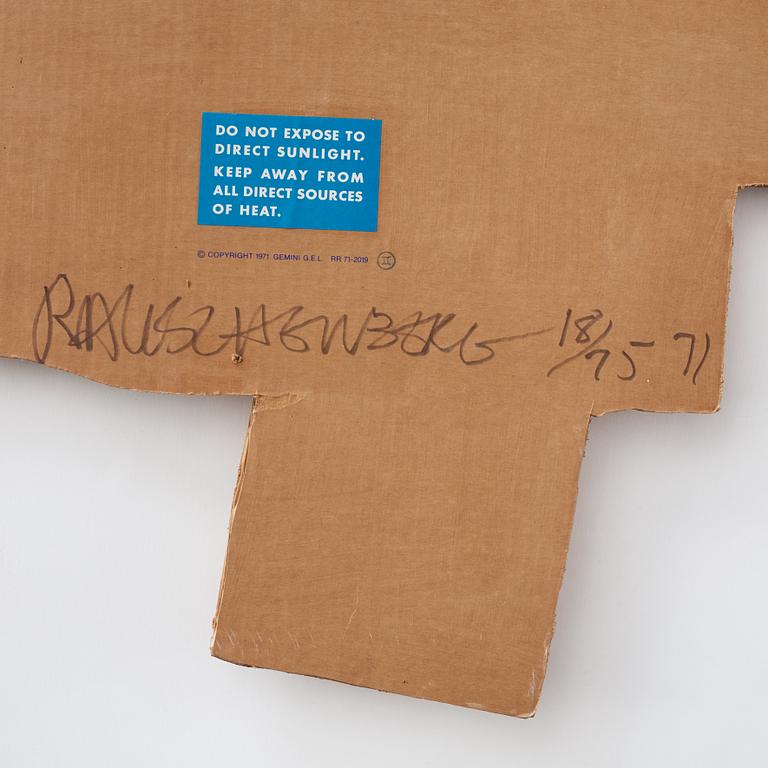 DO NOT EXPOSE TO
DIRECT SUNLIGHT.
KEEP AWAY FROM
ALL DIRECT SOURCES
OF HEAT.
© COPYRIGHT 1971 GEMINI G.E.L. RR 71-2019 II
RAUSCHENBERG 18/75 71